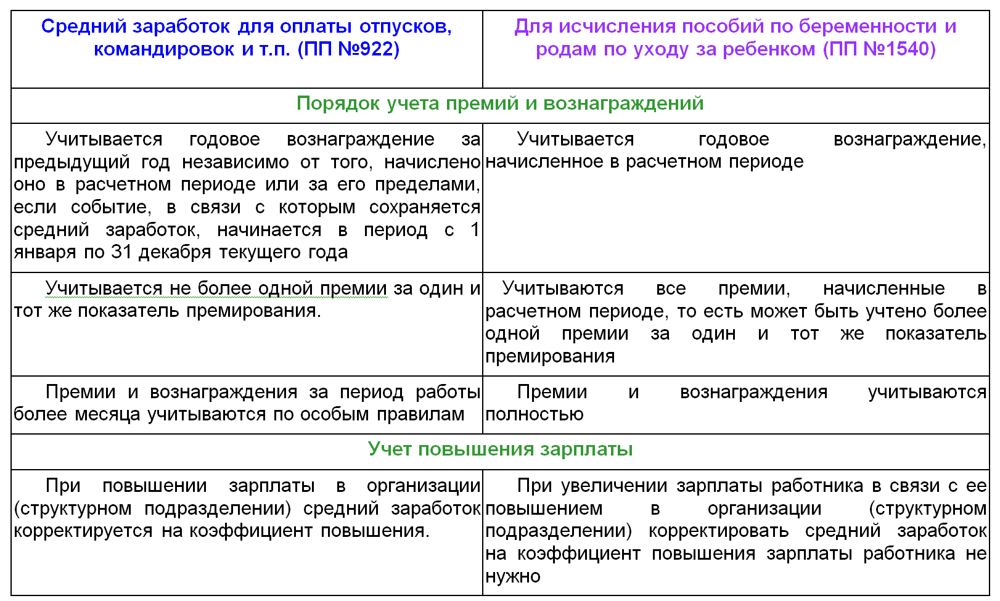 Средний заработок для оплаты отпусков,
командировок и т.п. (ПП №922)
Для исчисления пособий по беременности и
родам по уходу за ребенком (ПП №1540)
Порядок учета премий и вознаграждений
Учитывается годовое вознаграждение за
предыдущий год независимо от того, начислено
оно в расчетном периоде или за его пределами,
если событие, в связи с которым сохраняется
средний заработок, начинается в период с 1
января по 31 декабря текущего года
Учитывается годовое вознаграждение,
начисленное в расчетном периоде
Учитывается не более одной премии за один и
тот же показатель премирования.
Учитываются все премии, начисленные в
расчетном периоде, то есть может быть учтено более
одной премии за один и тот же показатель
премирования
Премии и вознаграждения за период работы
более месяца учитываются по особым правилам
Премии и вознаграждения учитываются
полностью
Учет повышения зарплаты
При повышении зарплаты в организации
(структурном подразделении) средний заработок
корректируется на коэффициент повышения.
При увеличении зарплаты работника в связи с ее
повышением в организации (структурном
подразделении) корректировать средний заработок
на коэффициент повышения зарплаты работника не
нужно